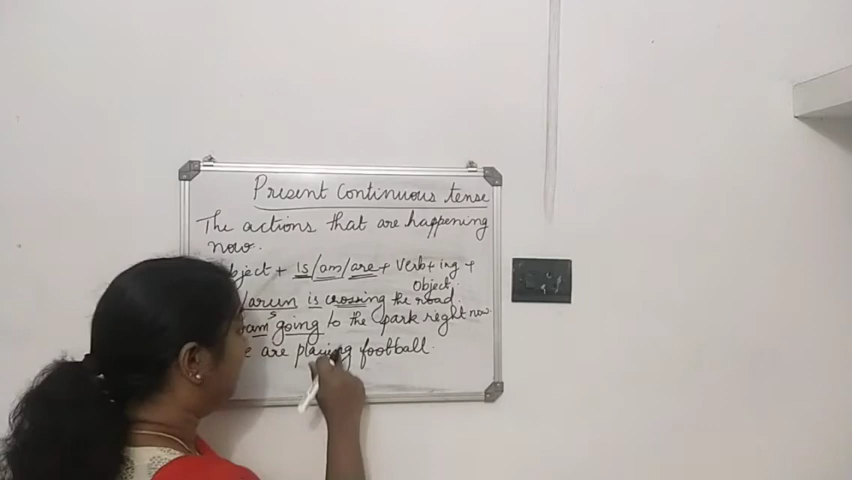 Present Continuous tense
The actions that are happening
now.
bject + is/am/are + Verb + ing +
object.
/arun is crossing the road.
s
am going to the park right now.
are playing football.